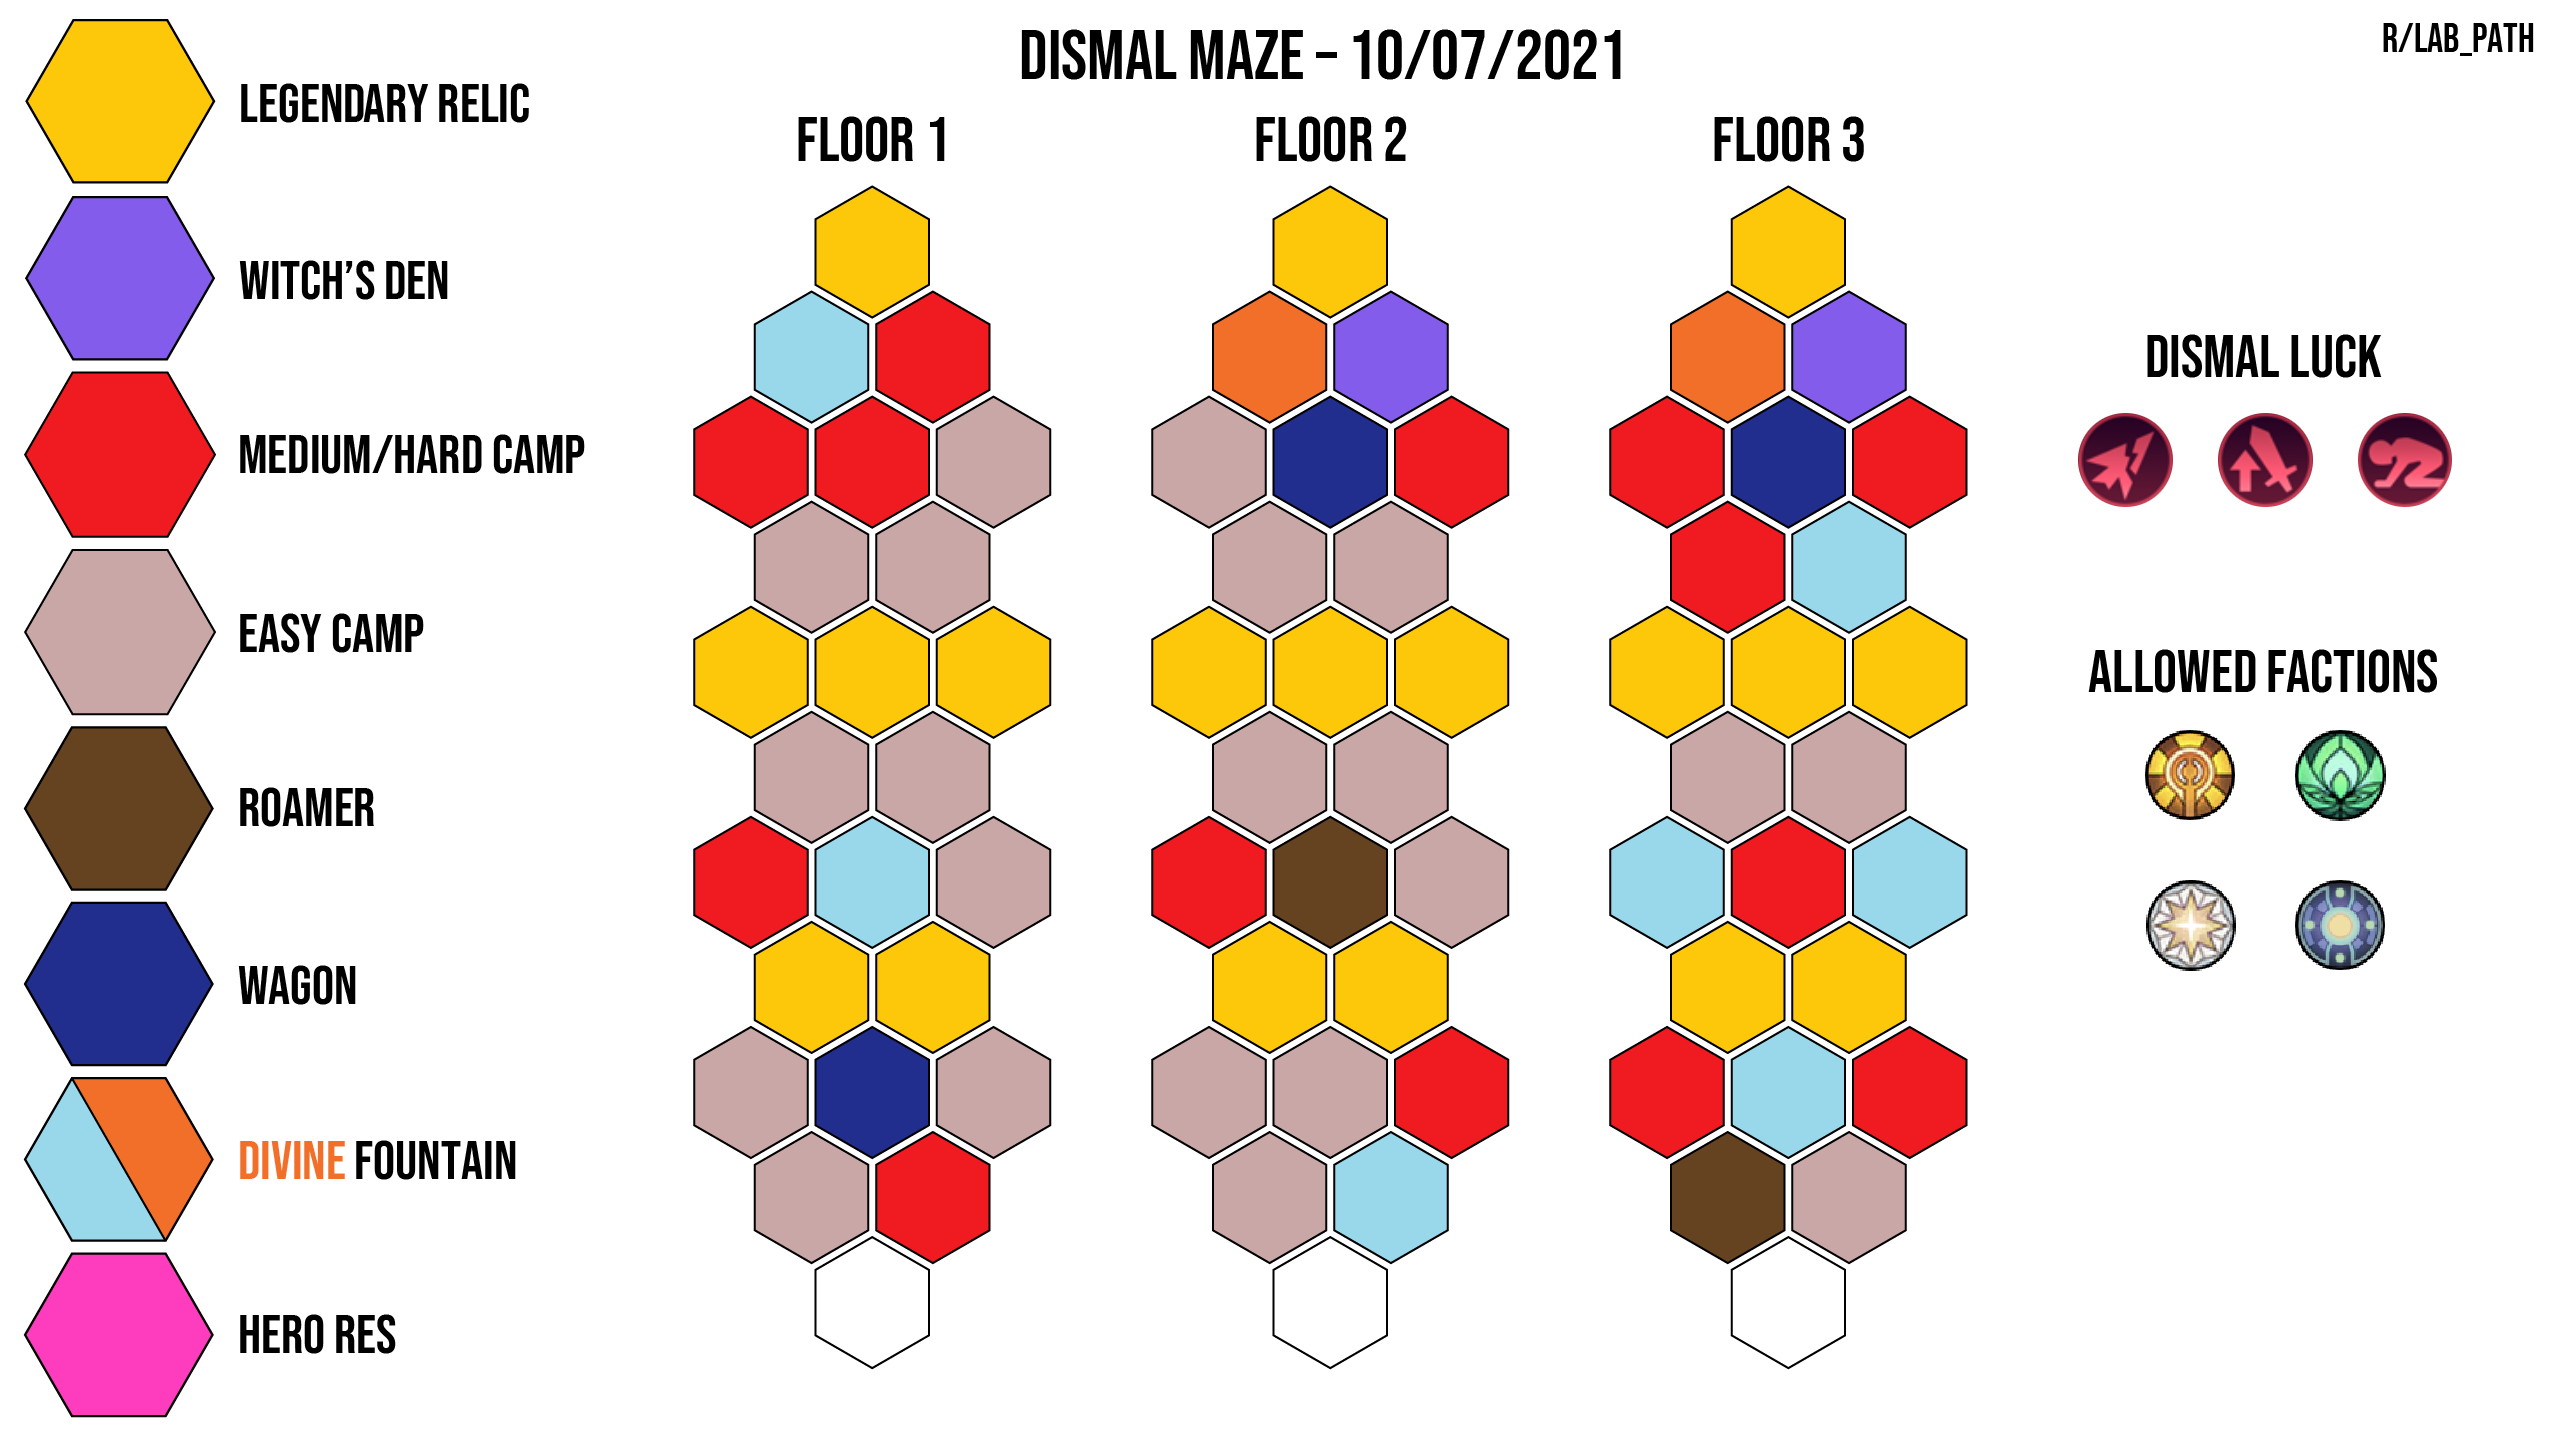 DISMAL MAZE – 10/07/2021
R/LAB_PATH
LEGENDARY RELIC
WITCH'S DEN
MEDIUM/HARD CAMP
EASY CAMP
ROAMER
WAGON
DIVINE FOUNTAIN
HERO RES
FLOOR 1
FLOOR 2
FLOOR 3
DISMAL LUCK
ALLOWED FACTIONS